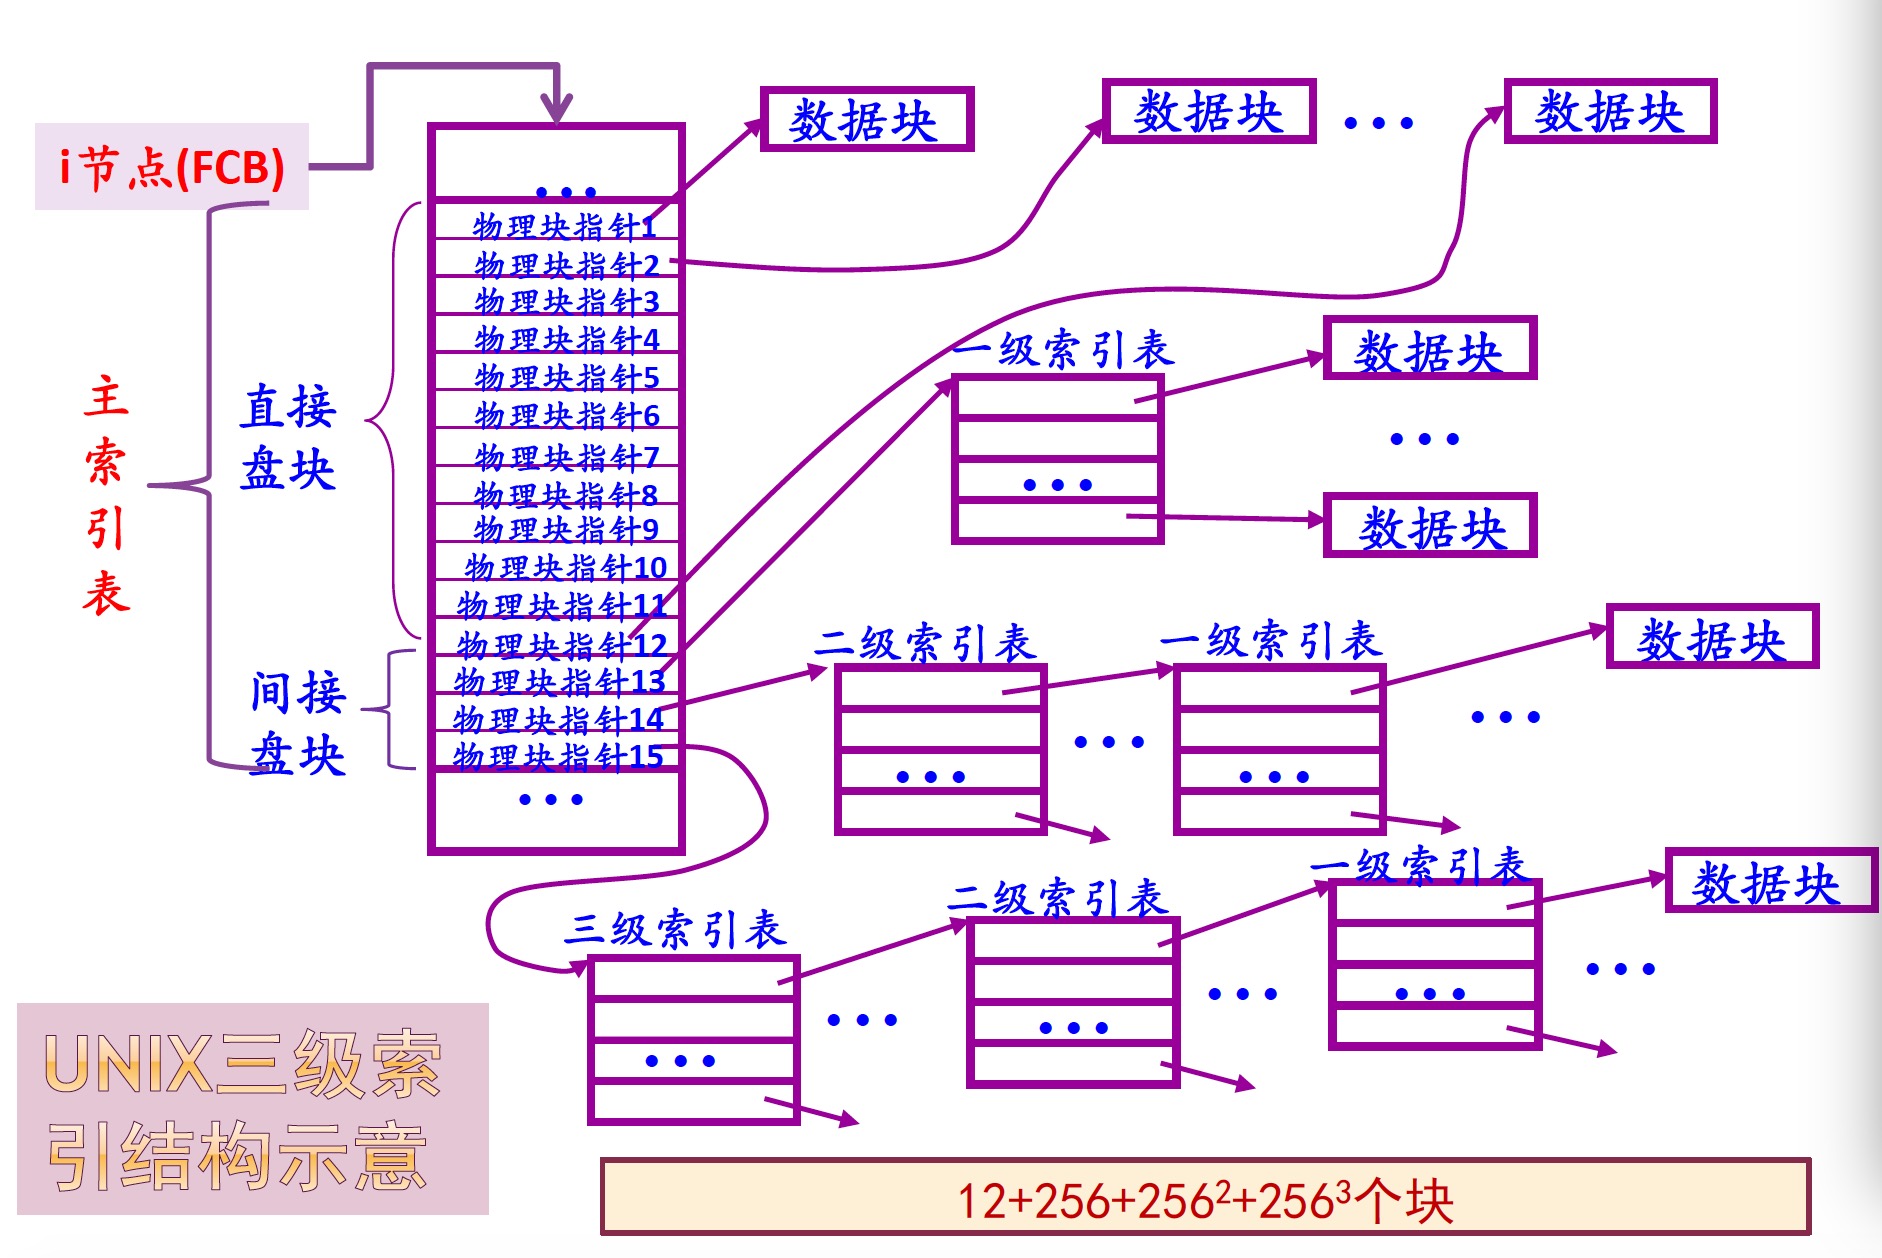 i节点(FCB)
主索引表
直接盘块
间接盘块
•••
物理块指针1
物理块指针2
物理块指针3
物理块指针4
物理块指针5
物理块指针6
物理块指针7
物理块指针8
物理块指针9
物理块指针10
物理块指针11
物理块指针12
物理块指针13
物理块指针14
物理块指针15
•••
数据块
数据块
•••
数据块
一级索引表
•••
数据块
•••
数据块
二级索引表
•••
•••
一级索引表
•••
数据块
•••
三级索引表
•••
•••
二级索引表
•••
•••
一级索引表
•••
数据块
•••
UNIX三级索
引结构示意
12+256+256²+256³个块